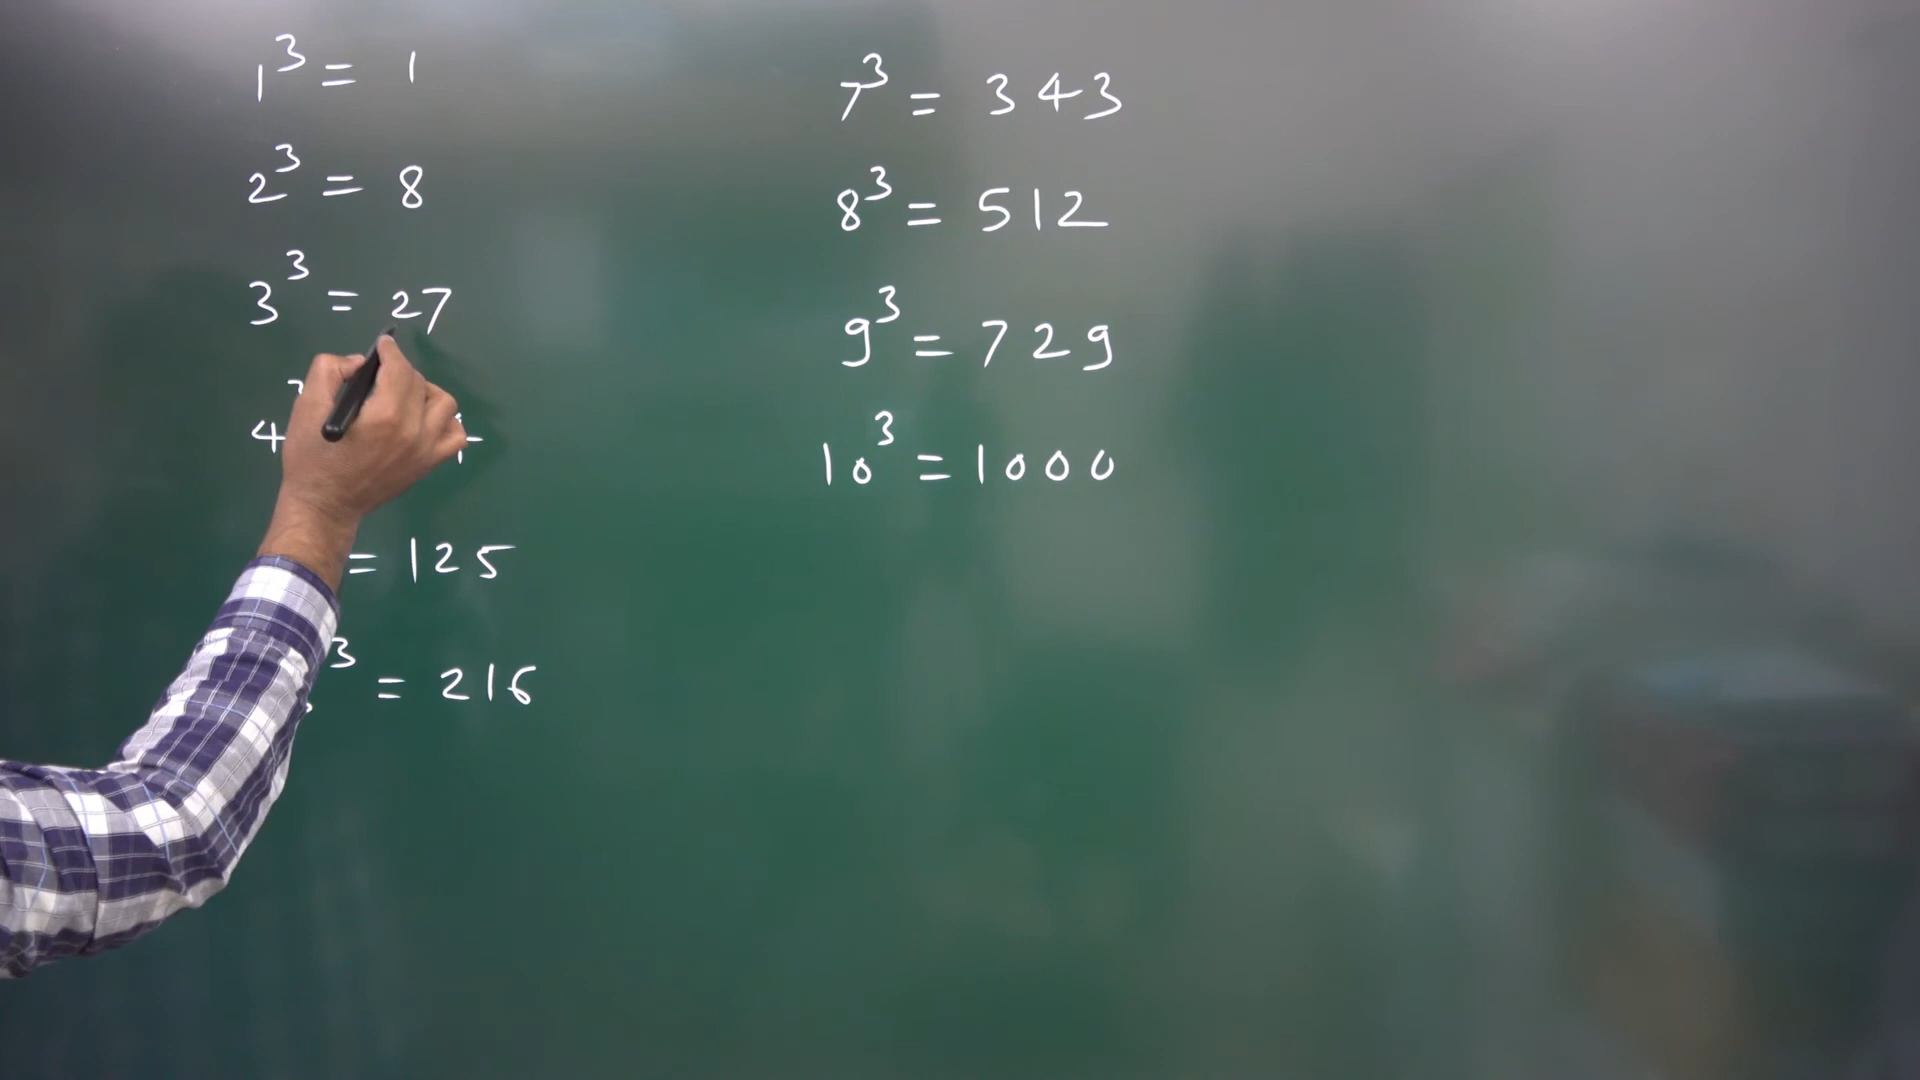 1³ = 1
2³ = 8
3³ = 27
4
= 125
³ = 216
7³ = 343
8³ = 512
9³ = 729
10³ = 1000